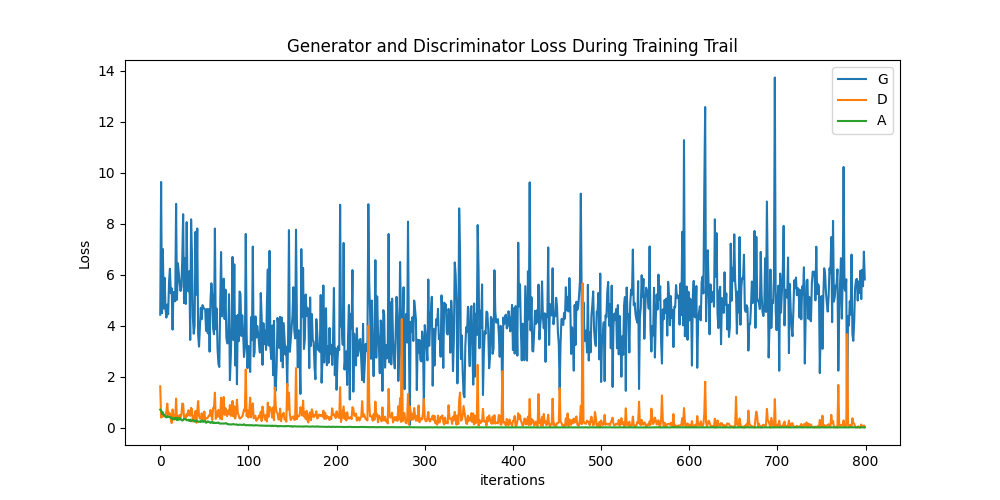 Generator and Discriminator Loss During Training Trail
14
12
10
8
6
4
2
0
Loss
G
D
A
0 100 200 300 400 500 600 700 800
iterations